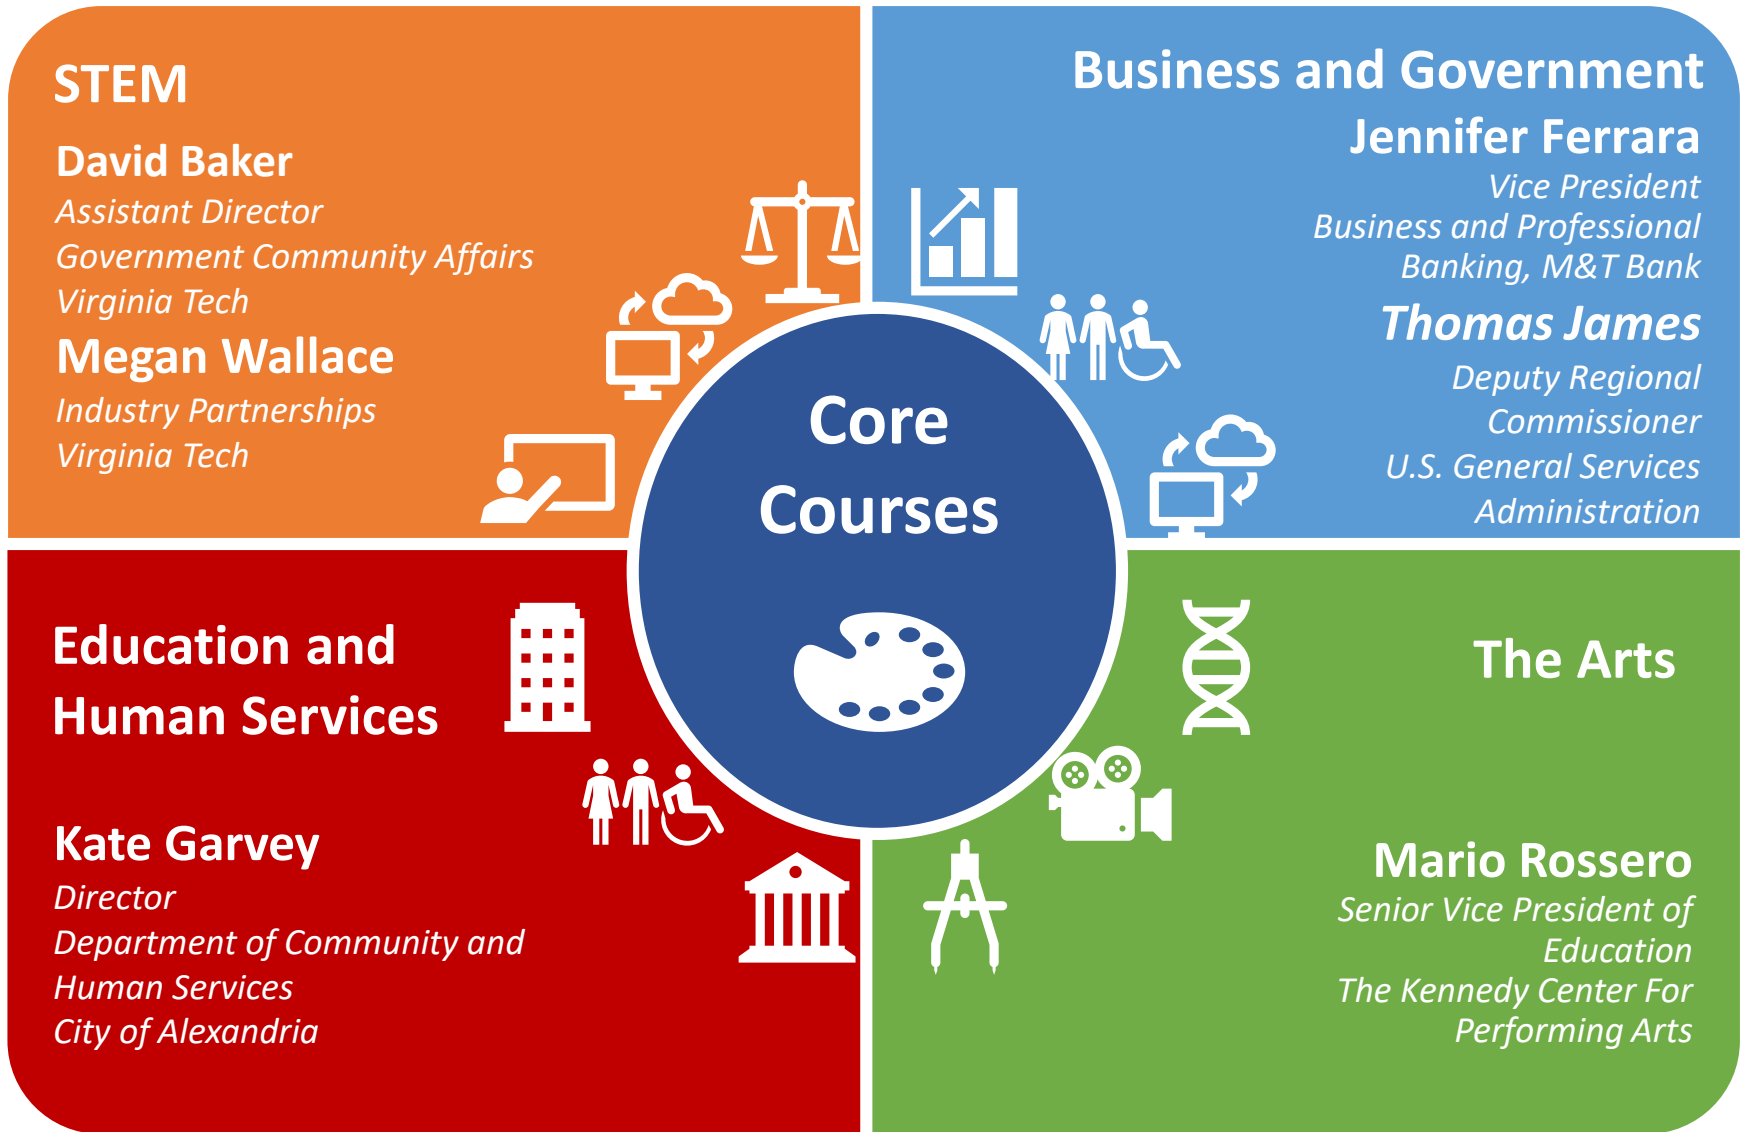 STEM
David Baker
Assistant Director
Government Community Affairs
Virginia Tech
Megan Wallace
Industry Partnerships
Virginia Tech
Business and Government
Jennifer Ferrara
Vice President
Business and Professional
Banking, M&T Bank
Thomas James
Deputy Regional
Commissioner
U.S. General Services
Administration
Core
Courses
Education and
Human Services
Kate Garvey
Director
Department of Community and
Human Services
City of Alexandria
The Arts
Mario Rossero
Senior Vice President of
Education
The Kennedy Center For
Performing Arts